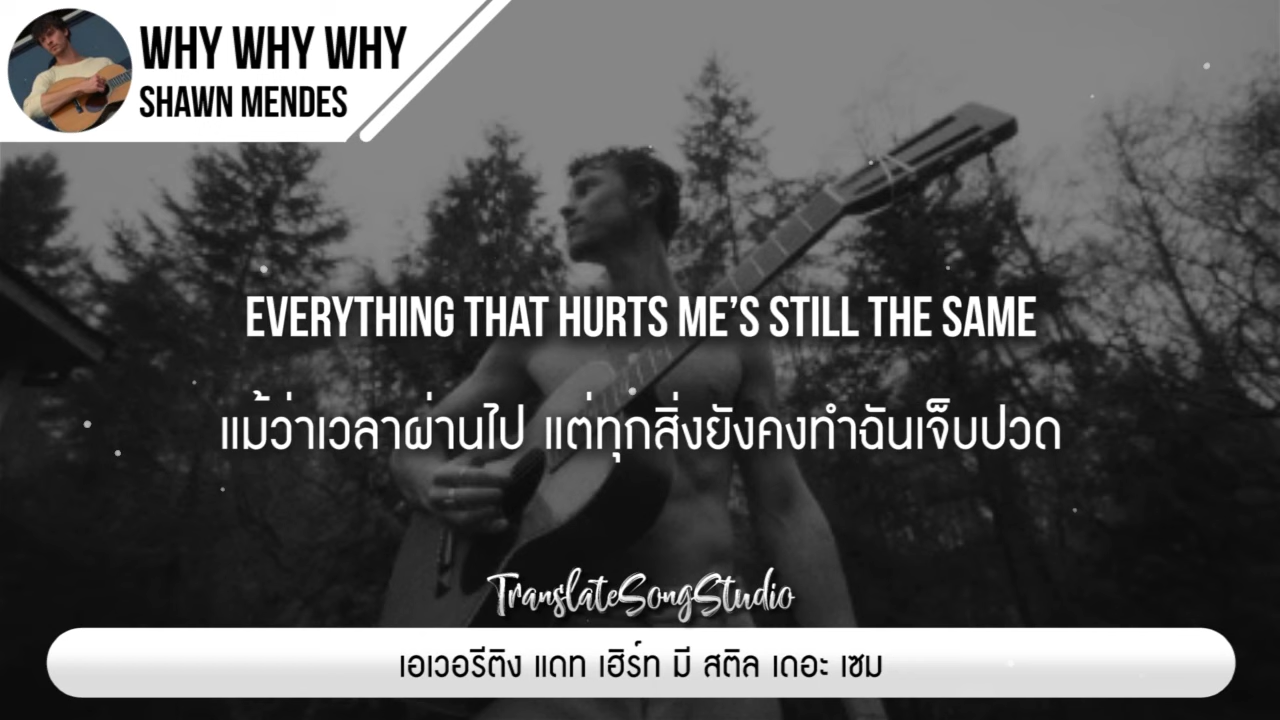 WHY WHY WHY
SHAWN MENDES
EVERYTHING THAT HURTS ME'S STILL THE SAME
แม้ว่าเวลาผ่านไป แต่ทุกสิ่งยังคงทำฉันเจ็บปวด
TranslateSongStudio
เอเวอรีติง แดท เฮิร์ท มี สติล เดอะ เซม